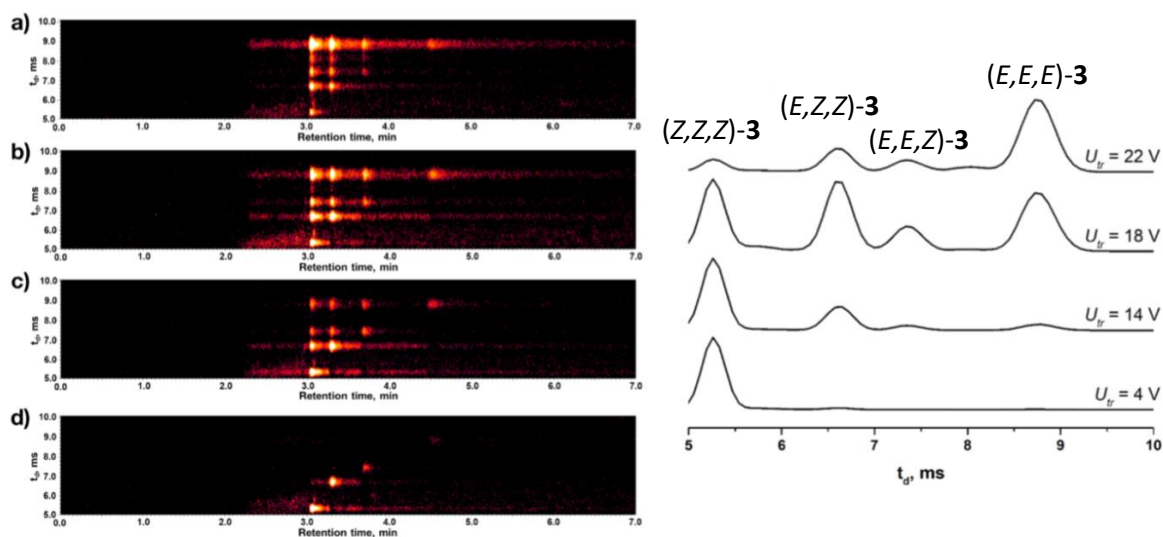 a)
t_d, ms
10.0
9.0
8.0
7.0
6.0
5.0
0.0 1.0 2.0 3.0 4.0 5.0 6.0 7.0
Retention time, min
b)
t_d, ms
10.0
9.0
8.0
7.0
6.0
5.0
0.0 1.0 2.0 3.0 4.0 5.0 6.0 7.0
Retention time, min
c)
t_d, ms
10.0
9.0
8.0
7.0
6.0
5.0
0.0 1.0 2.0 3.0 4.0 5.0 6.0 7.0
Retention time, min
d)
t_d, ms
10.0
9.0
8.0
7.0
6.0
5.0
0.0 1.0 2.0 3.0 4.0 5.0 6.0 7.0
Retention time, min
(Z,Z,Z)-3
(E,Z,Z)-3
(E,E,Z)-3
(E,E,E)-3
U_tr = 22 V
U_tr = 18 V
U_tr = 14 V
U_tr = 4 V
5 6 7 8 9 10
t_d, ms